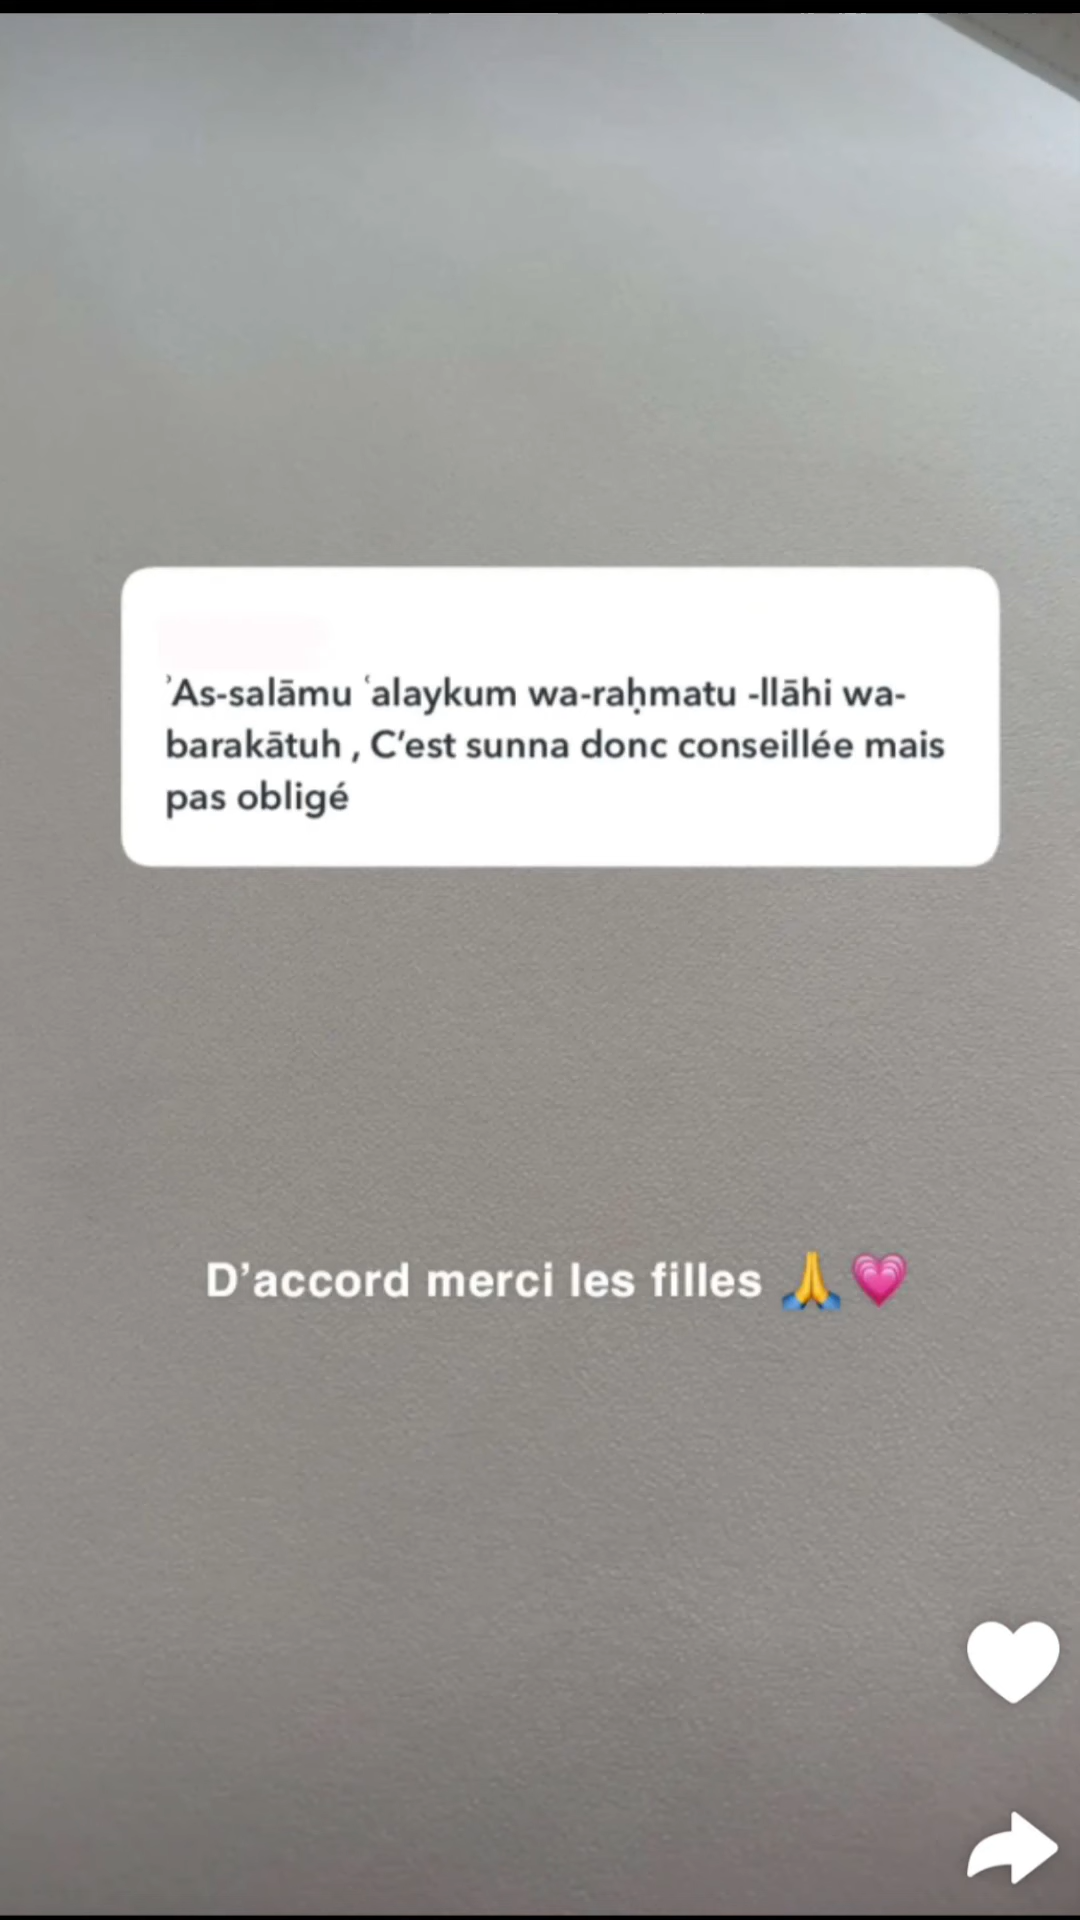 ʾAs-salāmu ʿalaykum wa-raḥmatu -llāhi wa-
barakātuh , C’est sunna donc conseillée mais
pas obligé
D’accord merci les filles 🙏💗